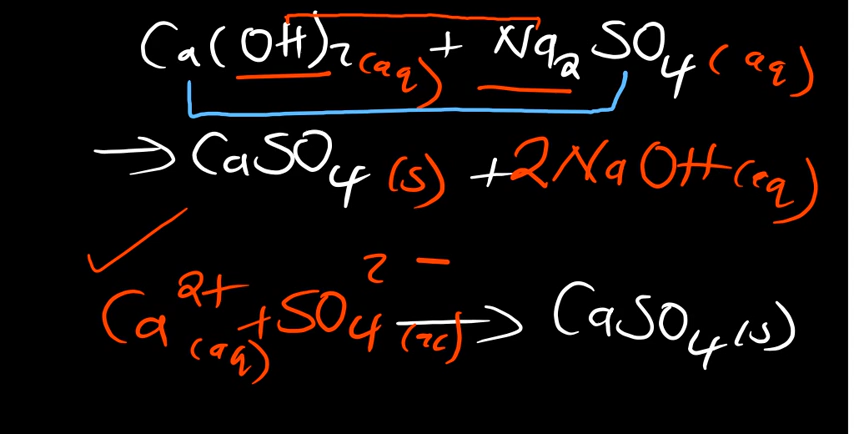 Ca(OH)₂(aq) + Na₂SO₄(aq)
→ CaSO₄(s) + 2NaOH(aq)
Ca²⁺(aq) + SO₄²⁻(aq) → CaSO₄(s)